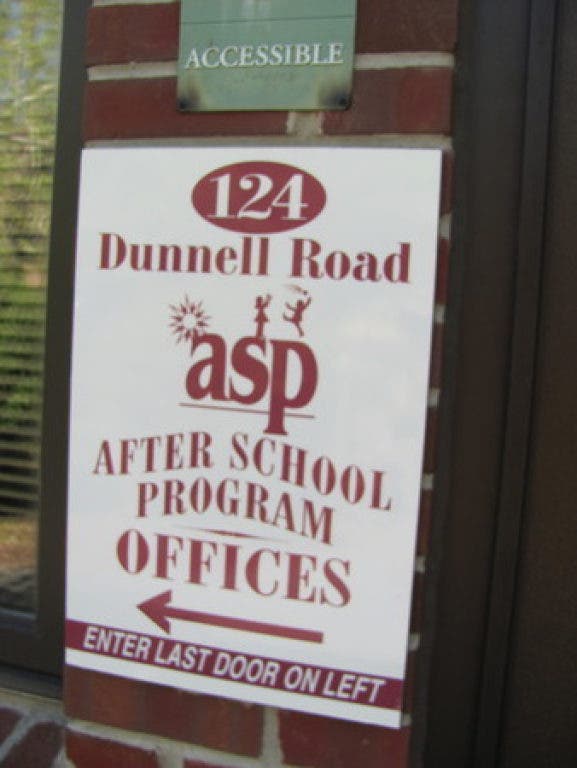 ACCESSIBLE
124
Dunnell Road
asp
AFTER SCHOOL
PROGRAM
OFFICES
ENTER LAST DOOR ON LEFT